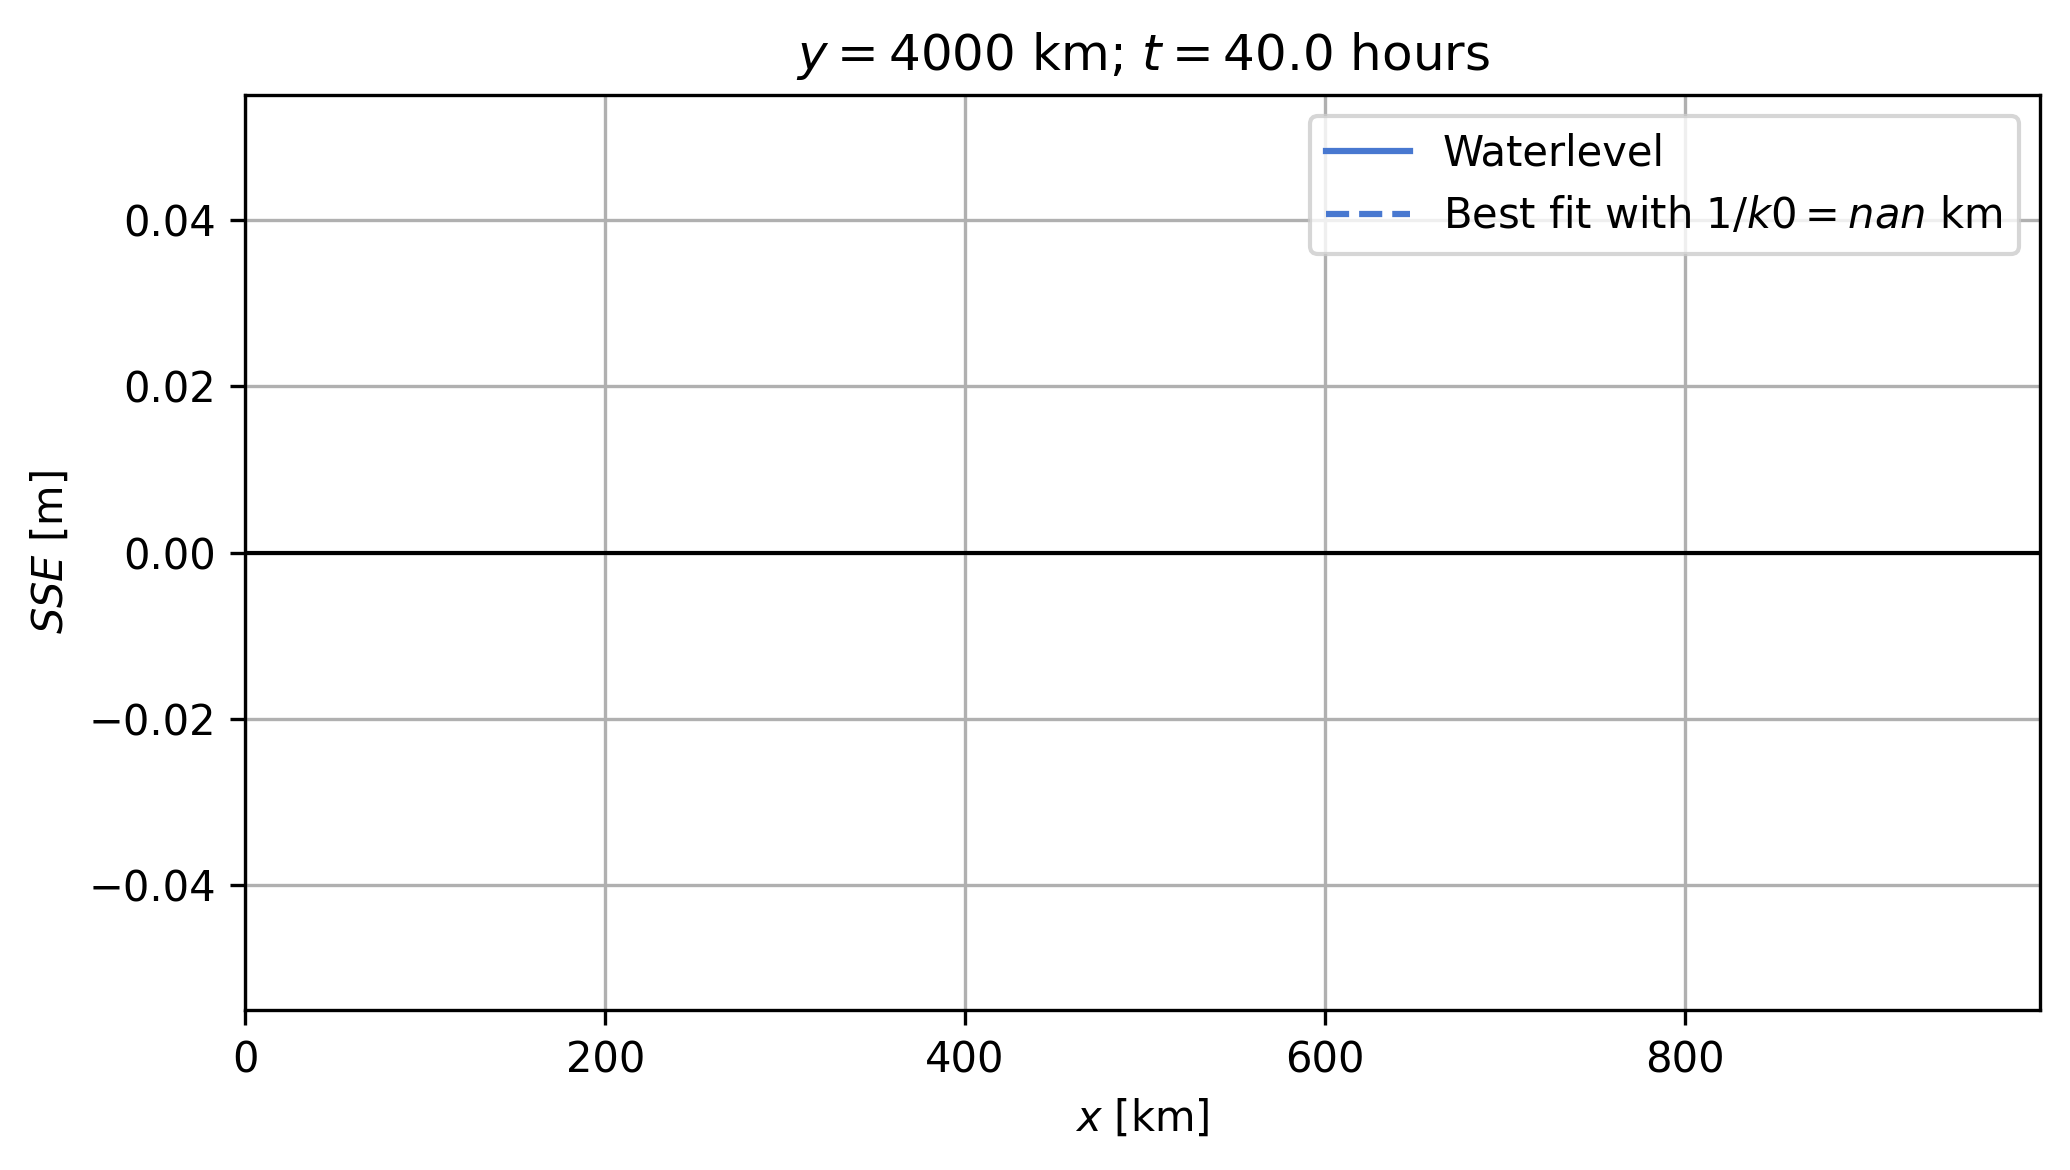 y = 4000 km; t = 40.0 hours
Waterlevel
Best fit with 1/k0 = nan km
0.04
0.02
0.00
−0.02
−0.04
SSE [m]
0
200
400
600
800
x [km]